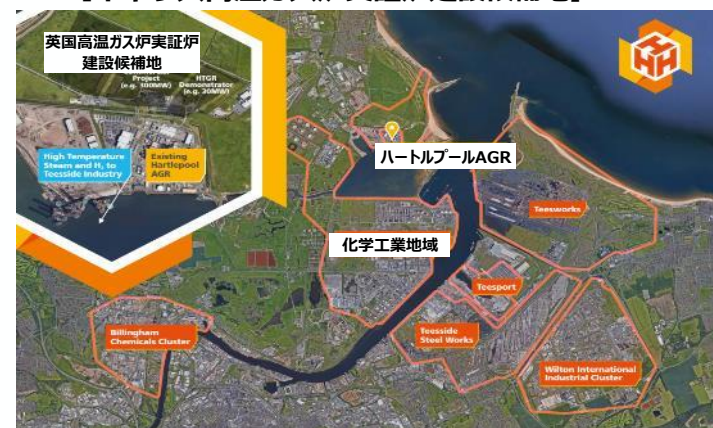 英国高温ガス炉実証炉
建設候補地
Project
(e.g. 300MW)
HTGR
Demonstrator
(e.g. 30MW)
High Temperature
Steam and H₂ to
Teesside Industry
Existing
Hartlepool
AGR
ハートルプールAGR
Teesworks
化学工業地域
Teesport
Billingham
Chemicals Cluster
Teesside
Steel Works
Wilton International
Industrial Cluster